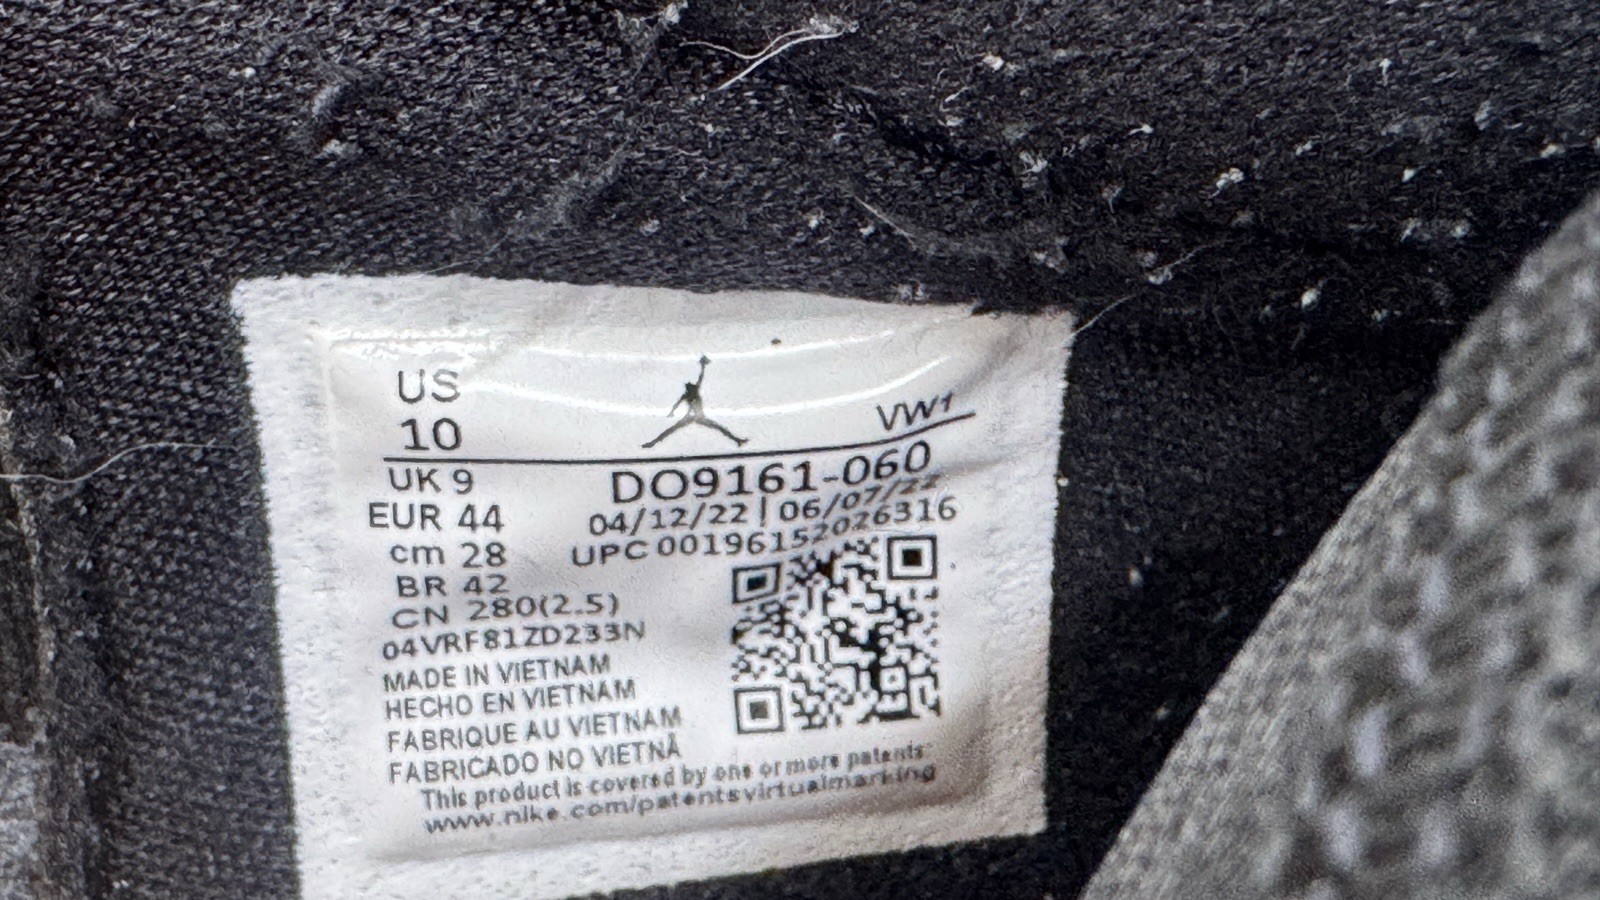 US
10
VW1
UK 9
DO9161-060
EUR 44
04/12/22 | 06/07/22
cm 28
UPC 00196152026316
BR 42
CN 280(2.5)
04VRF81ZD233N
MADE IN VIETNAM
HECHO EN VIETNAM
FABRIQUE AU VIETNAM
FABRICADO NO VIETNÃ
This product is covered by one or more patents
www.nike.com/patentsvirtualmarking